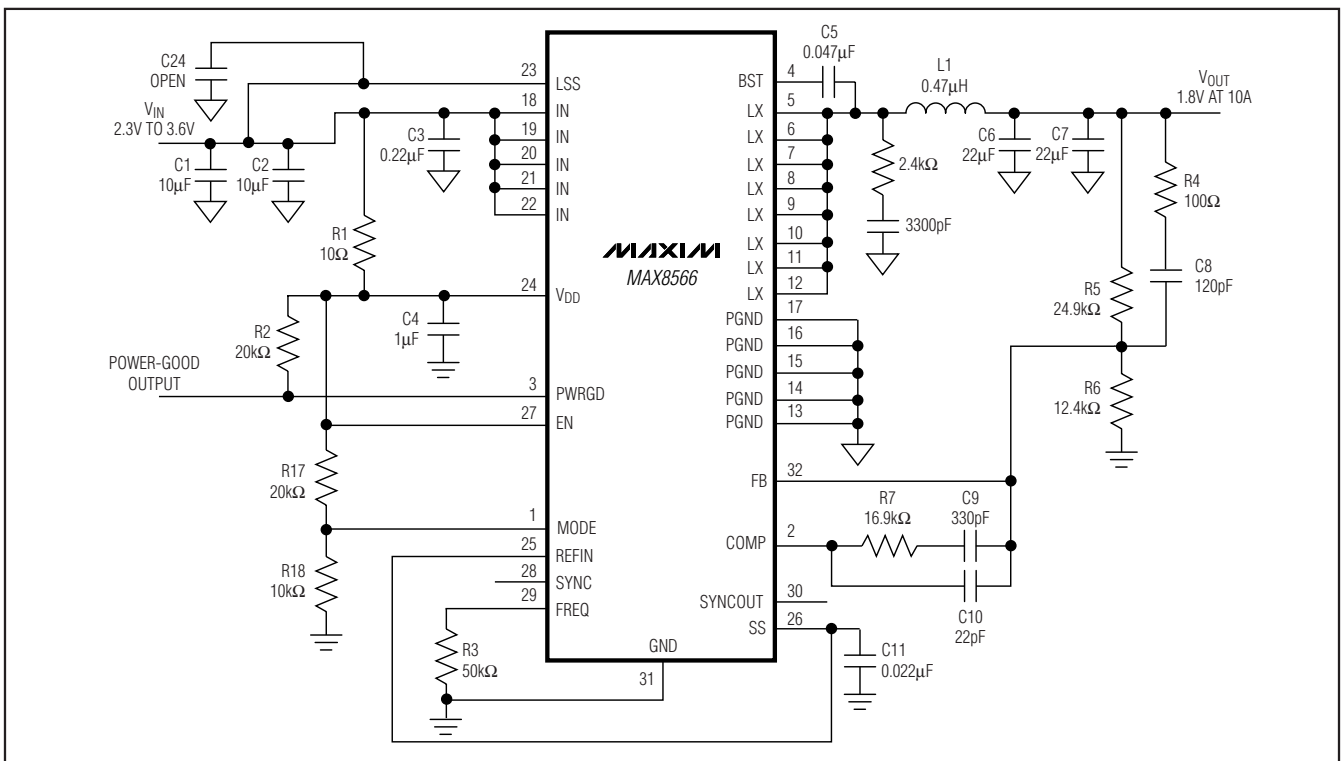 C24
OPEN
VIN
2.3V TO 3.6V
C1
10µF
C2
10µF
C3
0.22µF
R1
10Ω
R2
20kΩ
C4
1µF
POWER-GOOD
OUTPUT
R17
20kΩ
R18
10kΩ
R3
50kΩ
23
LSS
18
IN
19
IN
20
IN
21
IN
22
IN
24
VDD
3
PWRGD
27
EN
1
MODE
25
REFIN
28
SYNC
29
FREQ
MAXIM
MAX8566
GND
31
BST
4
LX
5
LX
6
LX
7
LX
8
LX
9
LX
10
LX
11
LX
12
PGND
17
PGND
16
PGND
15
PGND
14
PGND
13
FB
32
COMP
2
SYNCOUT
30
SS
26
C5
0.047µF
L1
0.47µH
VOUT
1.8V AT 10A
2.4kΩ
3300pF
C6
22µF
C7
22µF
R4
100Ω
C8
120pF
R5
24.9kΩ
R6
12.4kΩ
R7
16.9kΩ
C9
330pF
C10
22pF
C11
0.022µF